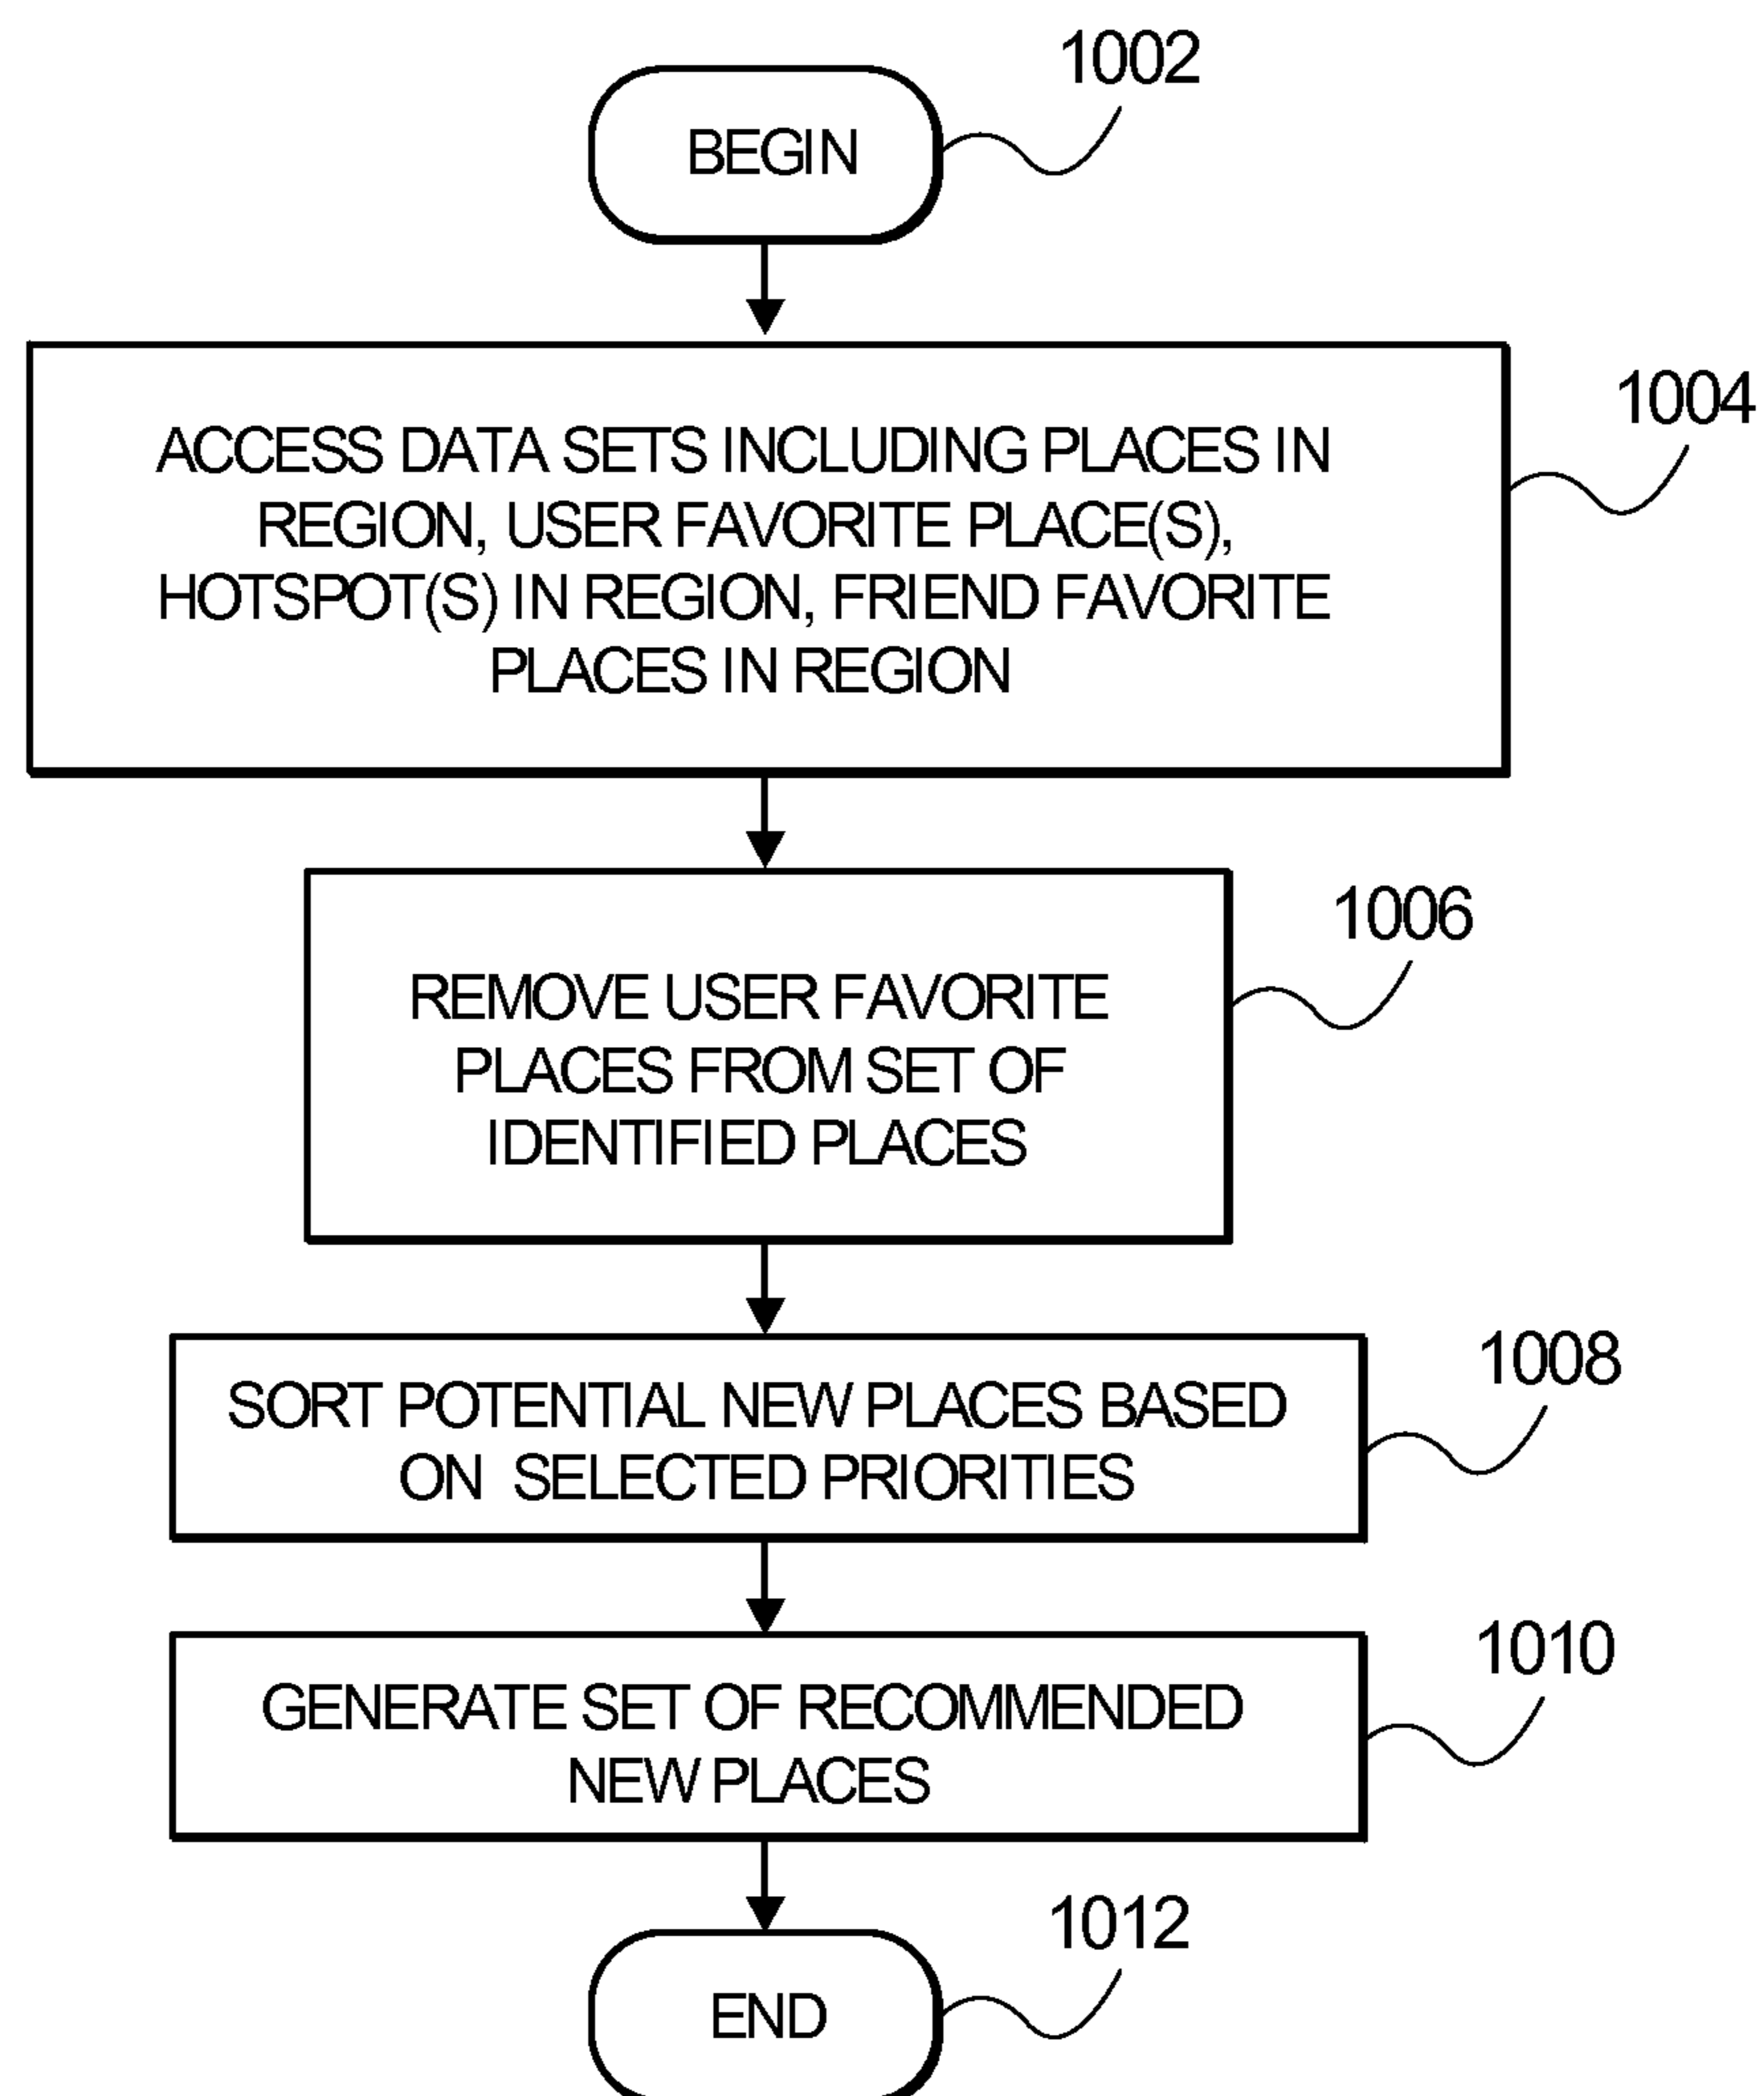 1002
BEGIN
1004
ACCESS DATA SETS INCLUDING PLACES IN
REGION, USER FAVORITE PLACE(S),
HOTSPOT(S) IN REGION, FRIEND FAVORITE
PLACES IN REGION
1006
REMOVE USER FAVORITE
PLACES FROM SET OF
IDENTIFIED PLACES
1008
SORT POTENTIAL NEW PLACES BASED
ON SELECTED PRIORITIES
1010
GENERATE SET OF RECOMMENDED
NEW PLACES
1012
END